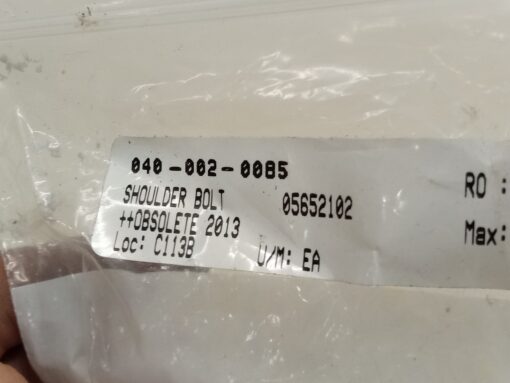 040-002-0085
SHOULDER BOLT 05652102
++OBSOLETE 2013
Loc: C113B U/M: EA
RO :
Max: